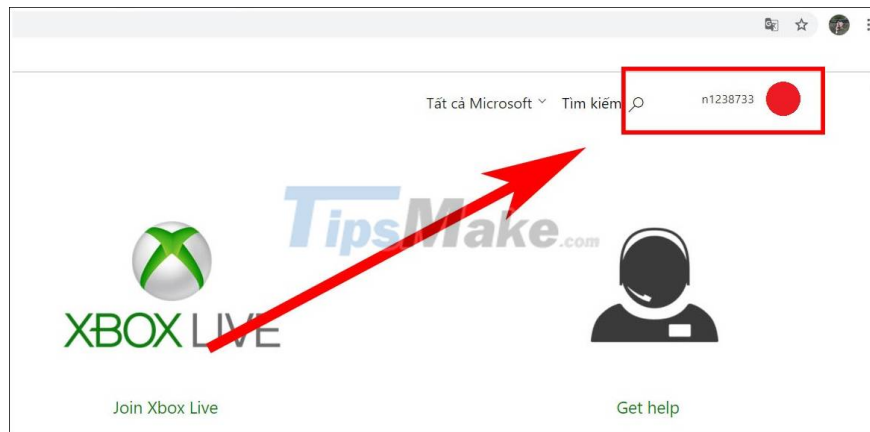 Tất cả Microsoft Tìm kiếm n1238733
TipsMake.com
XBOX LIVE
Join Xbox Live
Get help